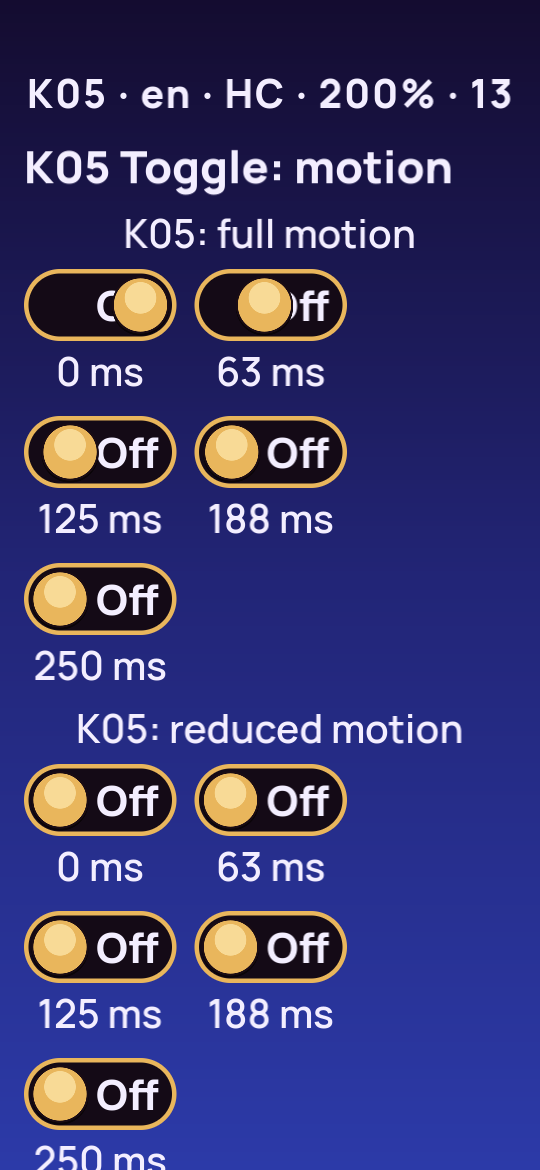 K05 · en · HC · 200% · 13
K05 Toggle: motion
K05: full motion
0 ms 63 ms
Off Off
125 ms 188 ms
Off
250 ms
K05: reduced motion
Off Off
0 ms 63 ms
Off Off
125 ms 188 ms
Off
250 ms